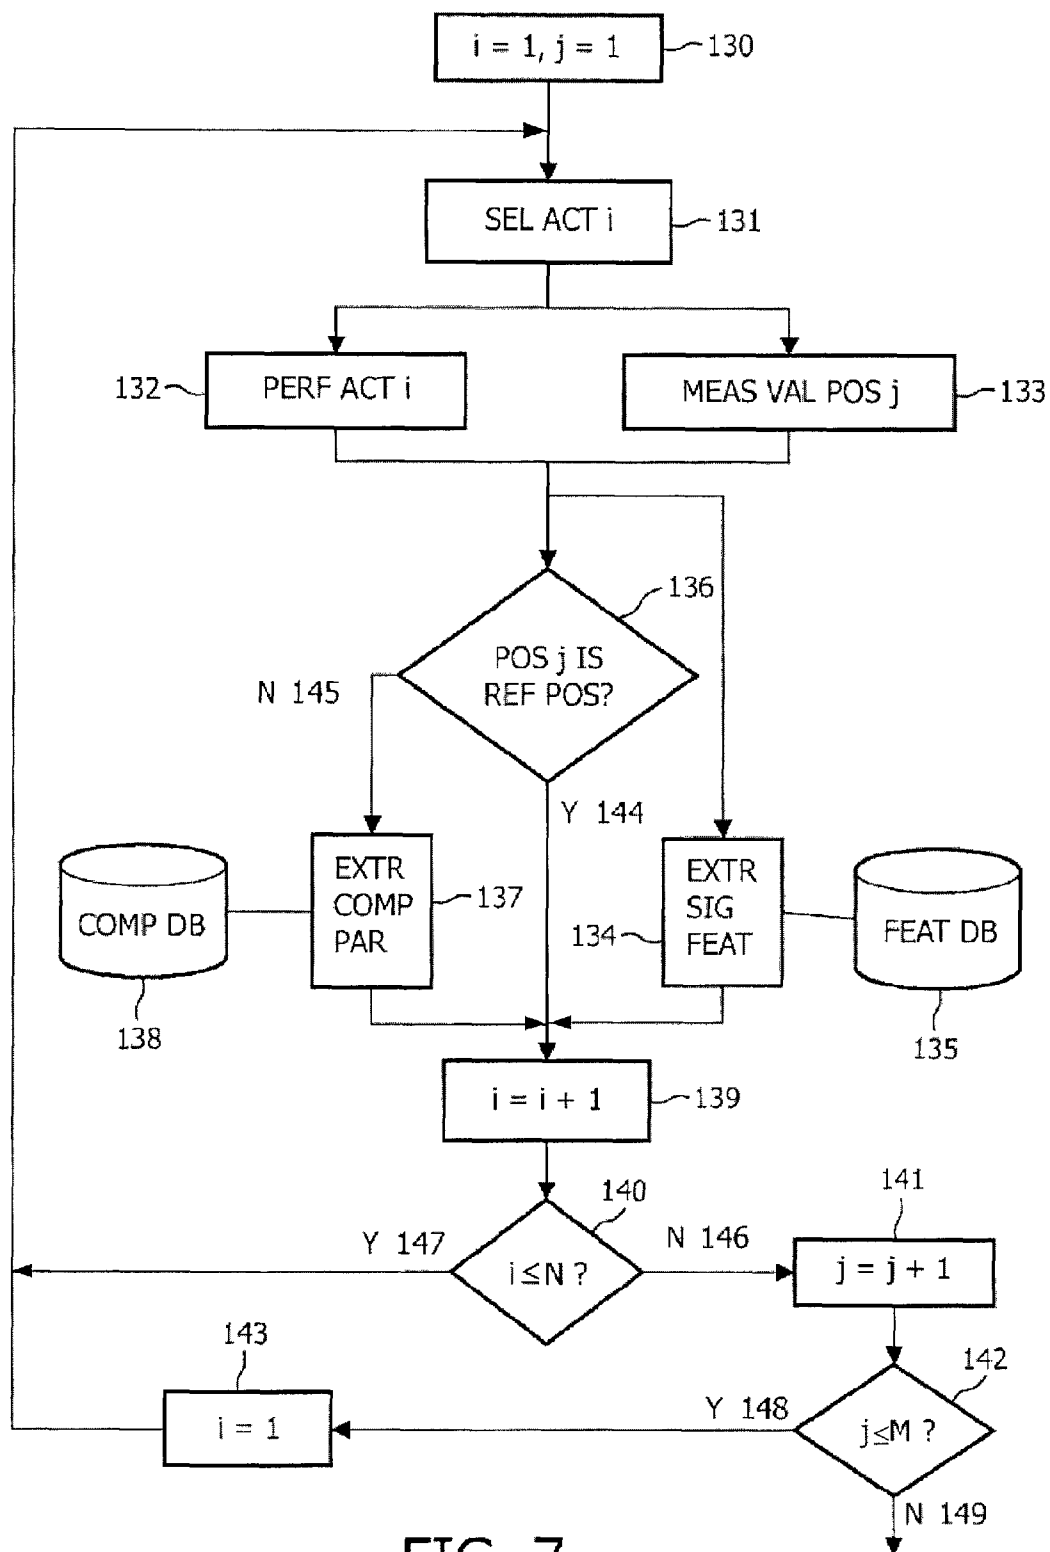 i = 1, j = 1
130
SEL ACT i
131
132
PERF ACT i
MEAS VAL POS j
133
136
POS j IS
REF POS?
N 145
Y 144
EXTR
COMP
PAR
137
COMP DB
138
134
EXTR
SIG
FEAT
FEAT DB
135
i = i + 1
139
140
i≤N ?
Y 147
N 146
141
j = j + 1
142
j≤M ?
Y 148
143
i = 1
N 149
FIG. 7